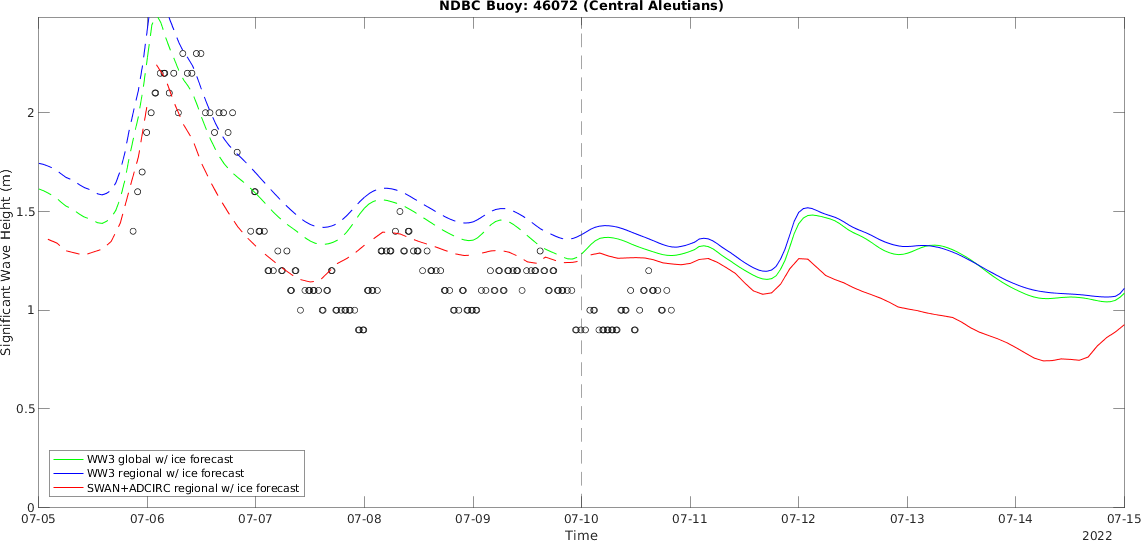 NDBC Buoy: 46072 (Central Aleutians)
Significant Wave Height (m)
2
1.5
1
0.5
0
WW3 global w/ ice forecast
WW3 regional w/ ice forecast
SWAN+ADCIRC regional w/ ice forecast
07-05 07-06 07-07 07-08 07-09 07-10 07-11 07-12 07-13 07-14 07-15
Time
2022